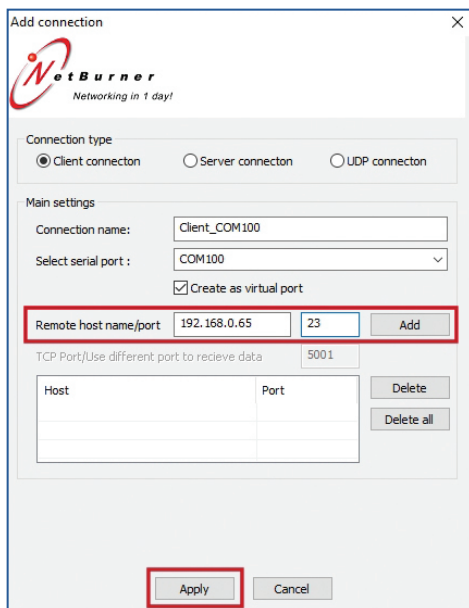 Add connection
NetBurner
Networking in 1 day!
Connection type
Client connecton Server connecton UDP connecton
Main settings
Connection name: Client_COM100
Select serial port : COM100
Create as virtual port
Remote host name/port 192.168.0.65 23 Add
TCP Port/Use different port to recieve data 5001
Host Port Delete
Delete all
Apply Cancel